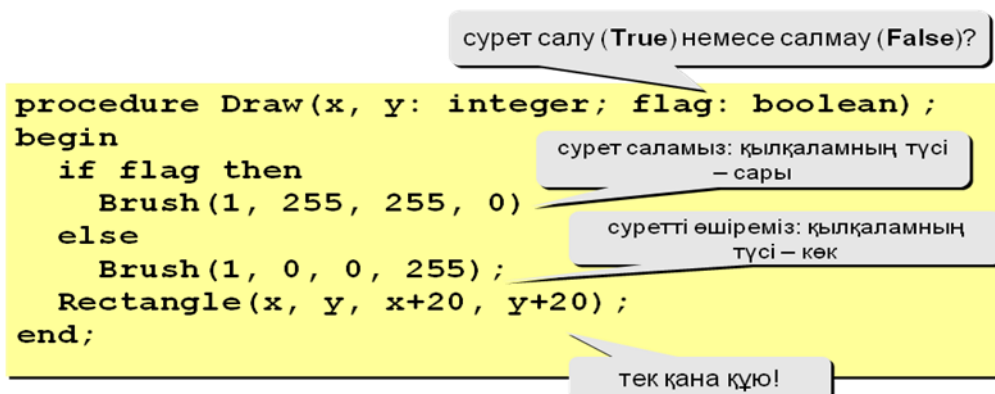 сурет салу (True) немесе салмау (False)?
procedure Draw(x, y: integer; flag: boolean);
begin
if flag then
сурет саламыз: қылқаламның түсі
– сары
Brush(1, 255, 255, 0)
else
суретті өшіреміз: қылқаламның
түсі – көк
Brush(1, 0, 0, 255);
Rectangle(x, y, x+20, y+20);
end;
тек қана құю!